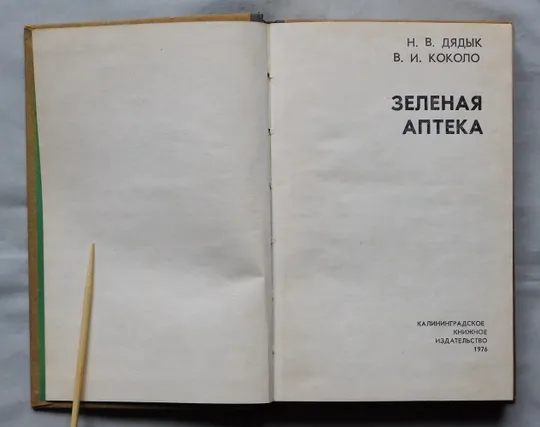 Н. В. ДЯДЫК
В. И. КОКОЛО
ЗЕЛЕНАЯ
АПТЕКА
КАЛИНИНГРАДСКОЕ
КНИЖНОЕ
ИЗДАТЕЛЬСТВО
1976